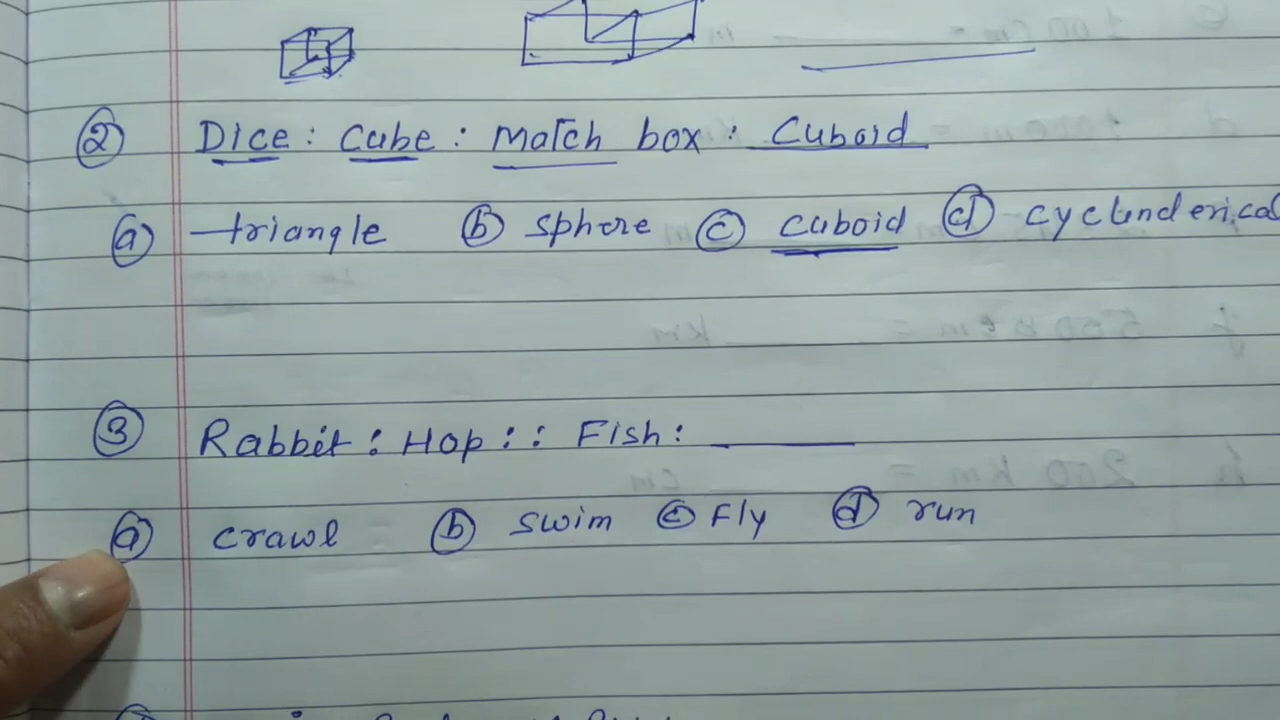 ② Dice : Cube : Match box : Cuboid
ⓐ triangle ⓑ sphere ⓒ cuboid ⓓ cyclinderical
③ Rabbit : Hop : : Fish : ______
ⓐ crawl ⓑ swim ⓒ Fly ⓓ run